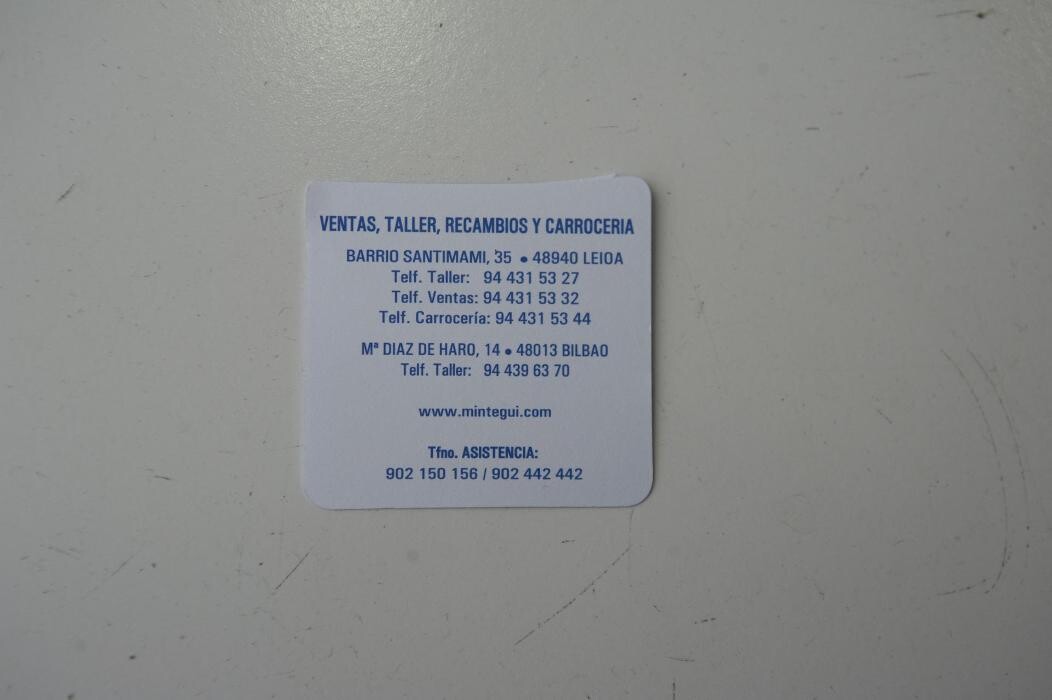 VENTAS, TALLER, RECAMBIOS Y CARROCERIA
BARRIO SANTIMAMI, 35 • 48940 LEIOA
Telf. Taller: 94 431 53 27
Telf. Ventas: 94 431 53 32
Telf. Carrocería: 94 431 53 44
Mª DIAZ DE HARO, 14 • 48013 BILBAO
Telf. Taller: 94 439 63 70
www.mintegui.com
Tfno. ASISTENCIA:
902 150 156 / 902 442 442